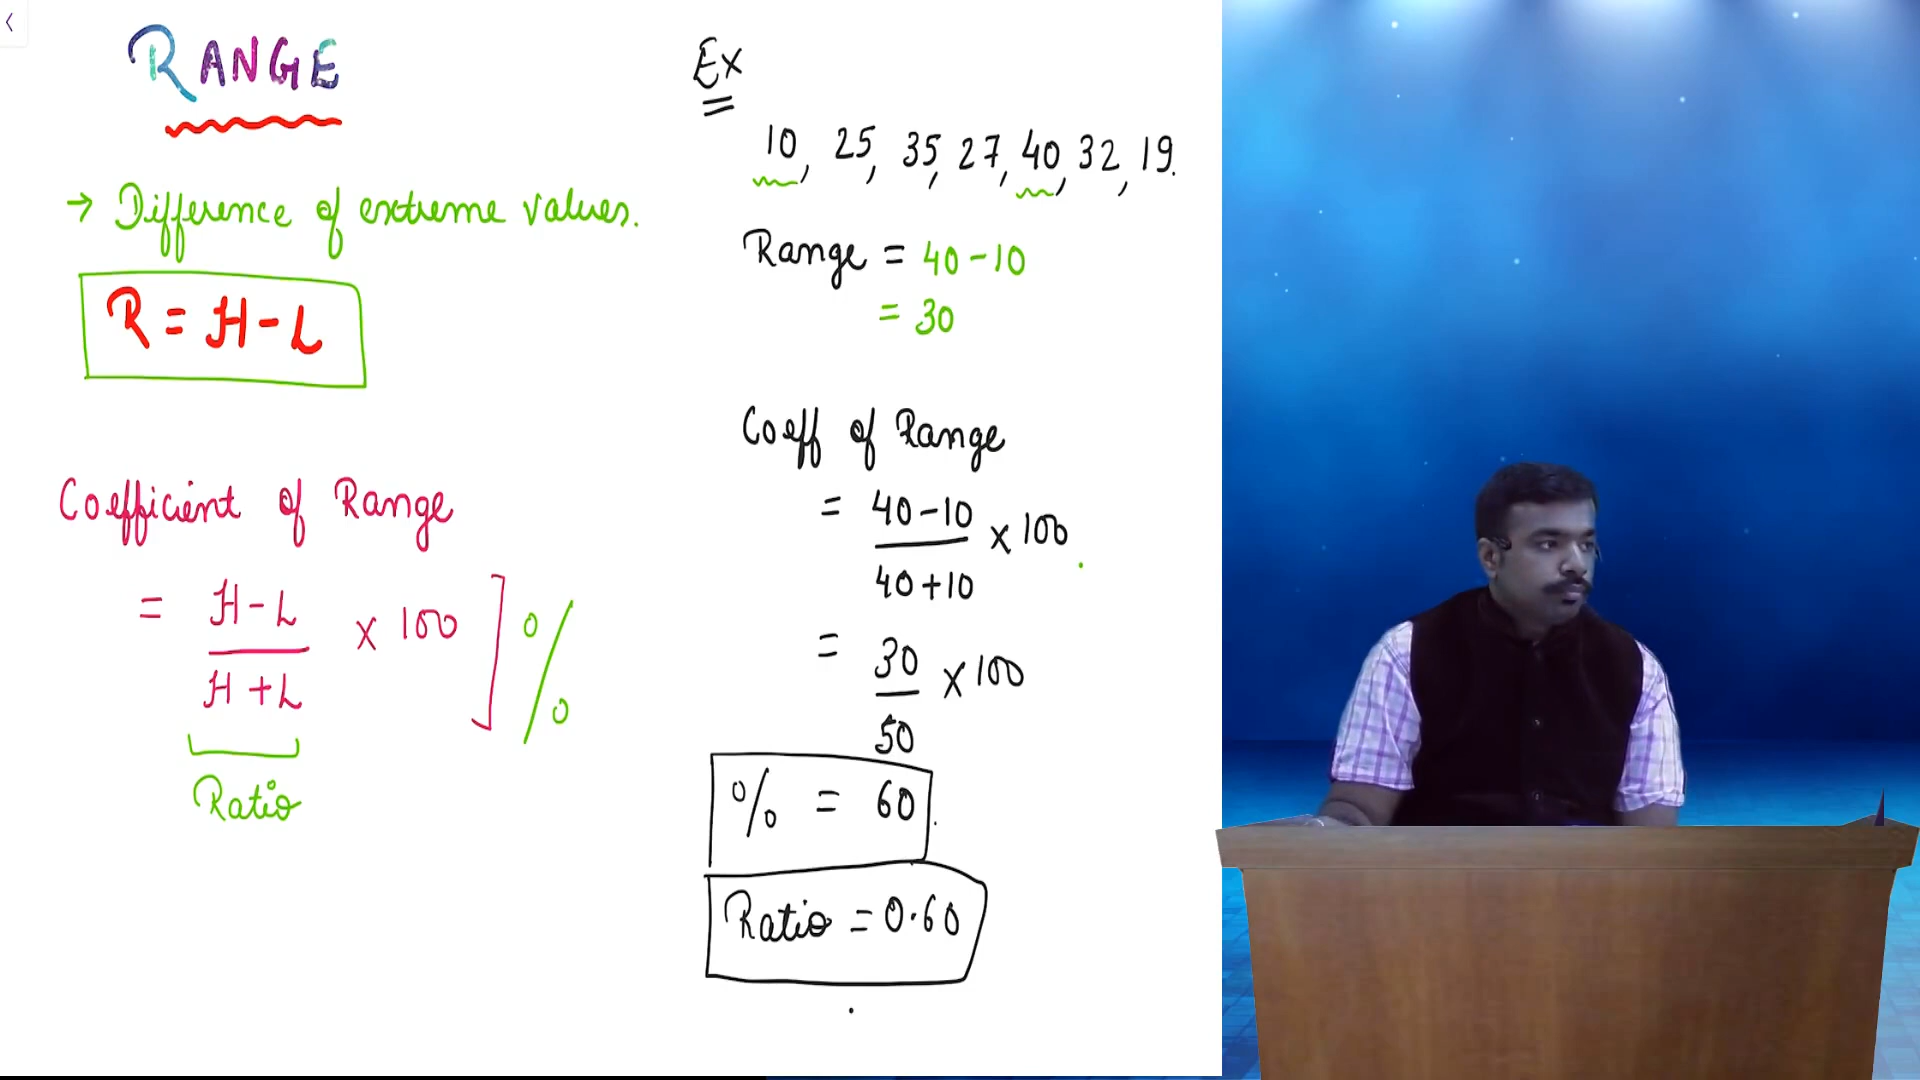 RANGE
→ Difference of extreme values.
R = H - L
Coefficient of Range
= H - L / H + L × 100 ] %
Ratio
Ex
10, 25, 35, 27, 40, 32, 19.
Range = 40 - 10
= 30
Coeff of Range
= 40 - 10 / 40 + 10 × 100
= 30 / 50 × 100
% = 60
Ratio = 0.60